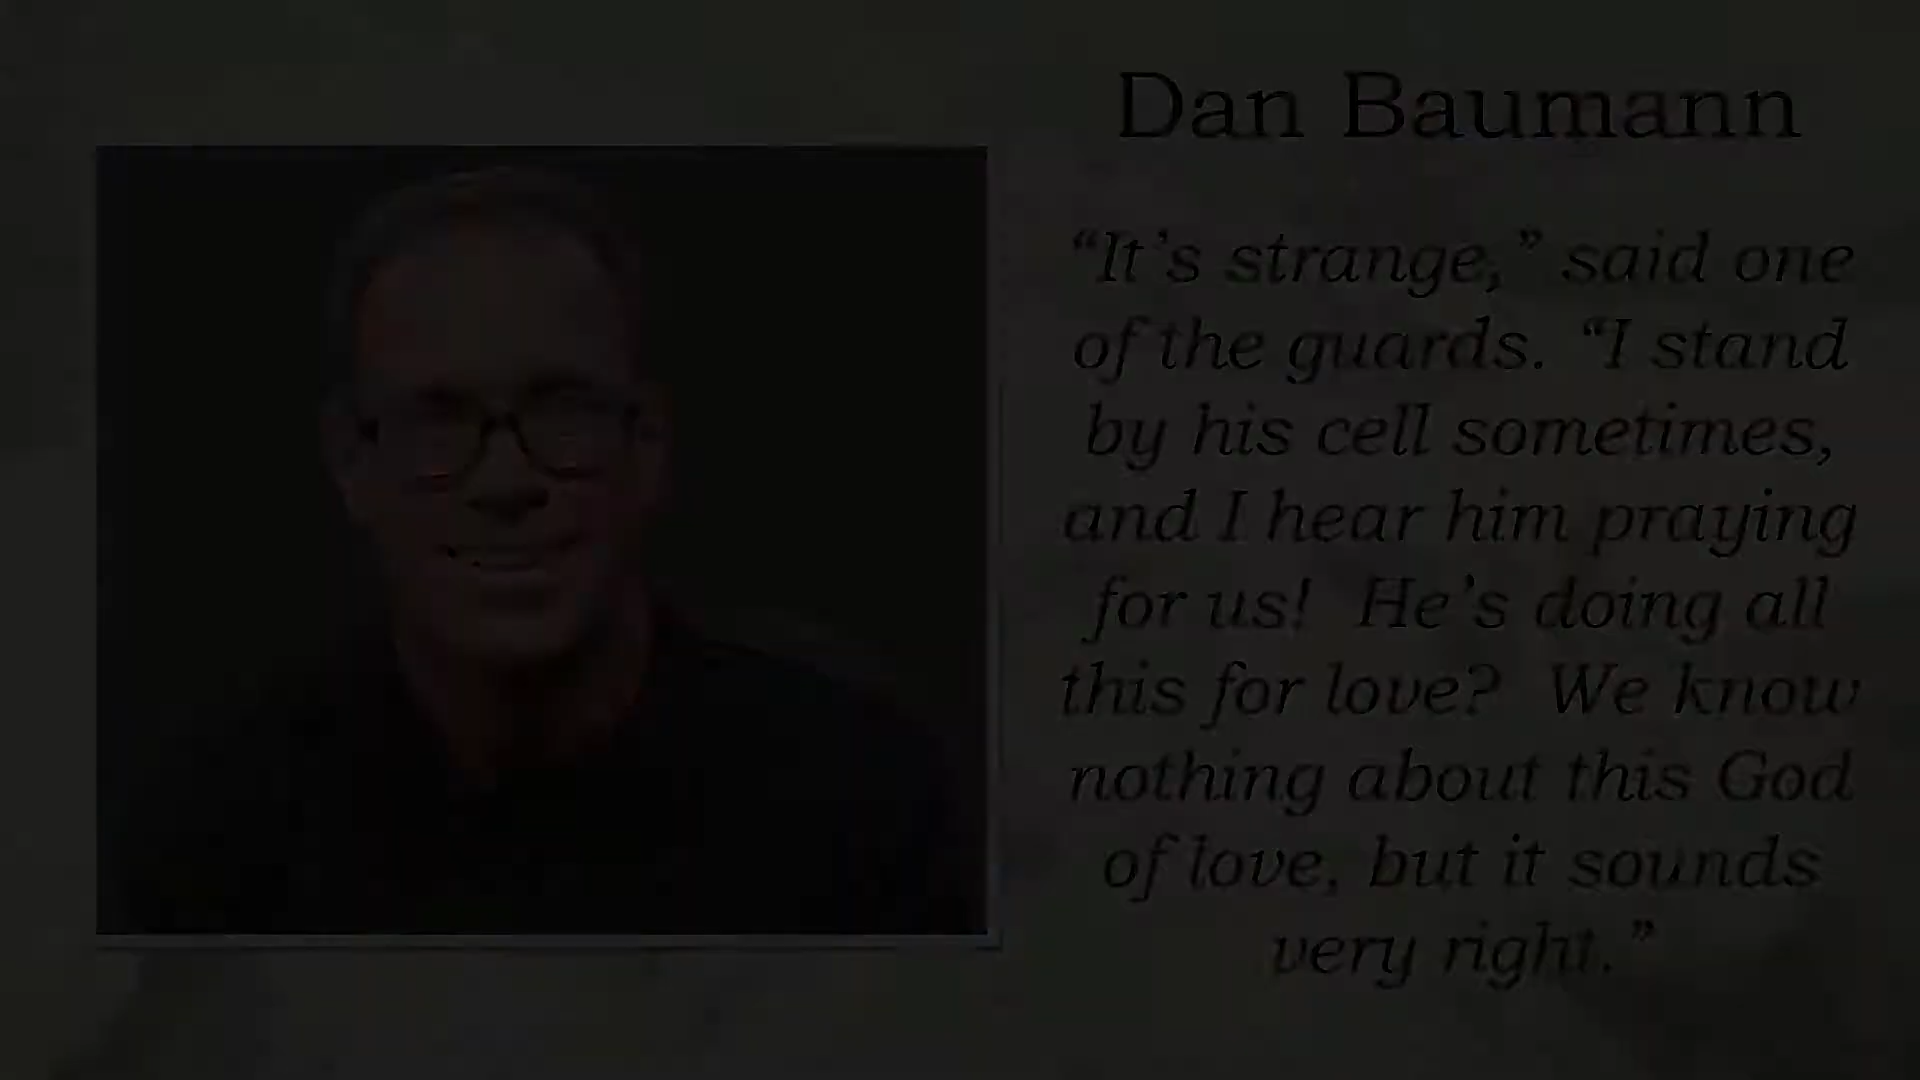 Dan Baumann
“It’s strange,” said one
of the guards. “I stand
by his cell sometimes,
and I hear him praying
for us!  He’s doing all
this for love?  We know
nothing about this God
of love, but it sounds
very right.”